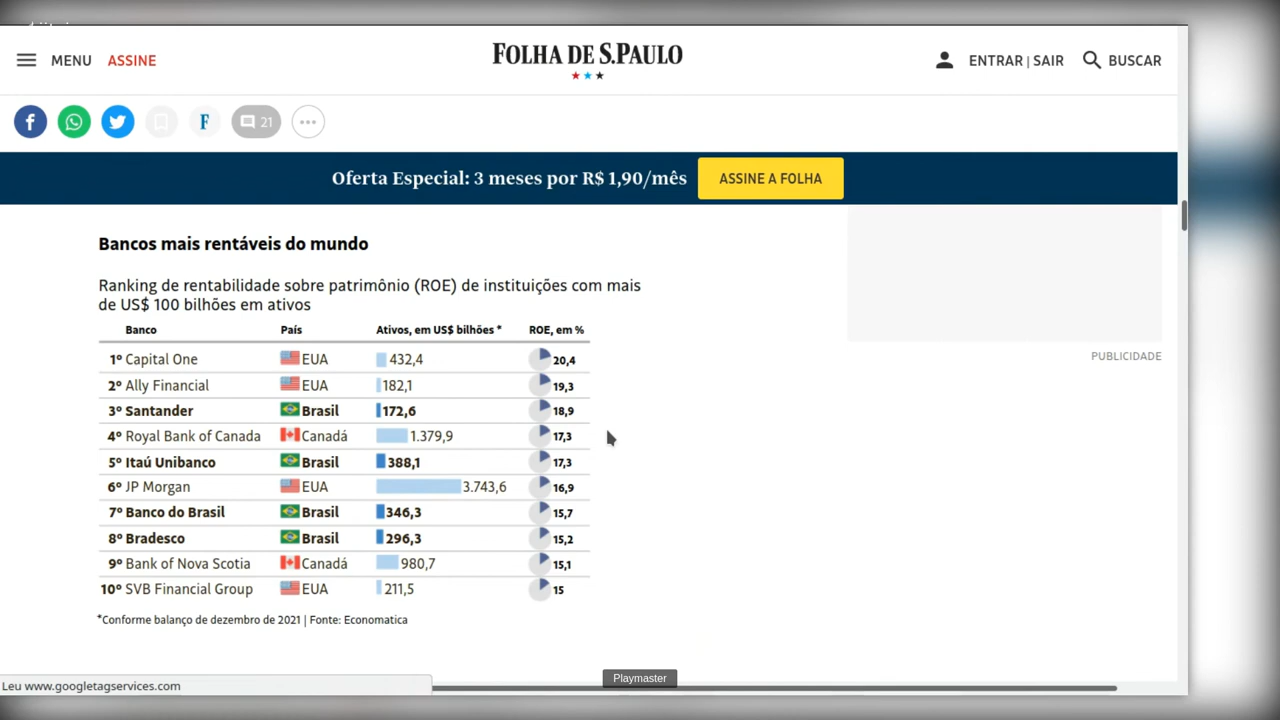 MENU ASSINE FOLHA DE S.PAULO ENTRAR | SAIR BUSCAR
f F 21
Oferta Especial: 3 meses por R$ 1,90/mês ASSINE A FOLHA
Bancos mais rentáveis do mundo
Ranking de rentabilidade sobre patrimônio (ROE) de instituições com mais
de US$ 100 bilhões em ativos
Banco País Ativos, em US$ bilhões * ROE, em %
1º Capital One EUA 432,4 20,4
2º Ally Financial EUA 182,1 19,3
PUBLICIDADE
3º Santander Brasil 172,6 18,9
4º Royal Bank of Canada Canadá 1.379,9 17,3
5º Itaú Unibanco Brasil 388,1 17,3
6º JP Morgan EUA 3.743,6 16,9
7º Banco do Brasil Brasil 346,3 15,7
8º Bradesco Brasil 296,3 15,2
9º Bank of Nova Scotia Canadá 980,7 15,1
10º SVB Financial Group EUA 211,5 15
*Conforme balanço de dezembro de 2021 | Fonte: Economatica
Playmaster
Leu www.googletagservices.com